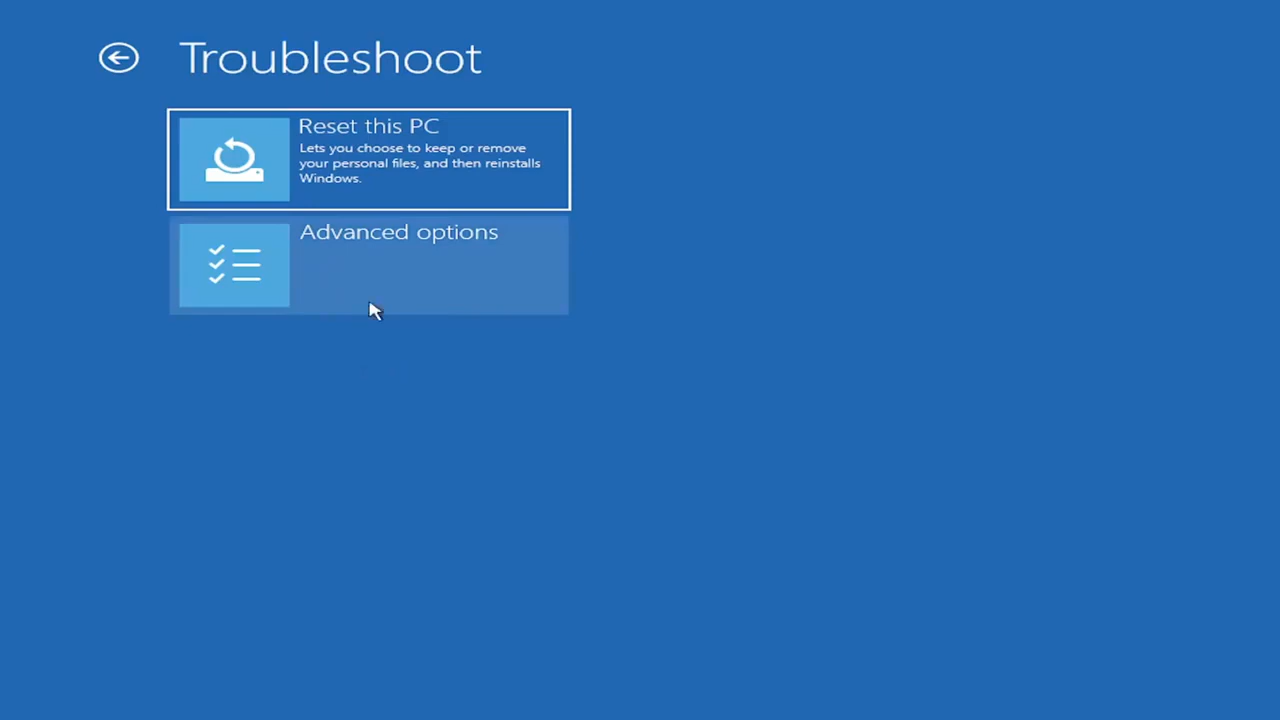 Troubleshoot
Reset this PC
Lets you choose to keep or remove
your personal files, and then reinstalls
Windows.
Advanced options